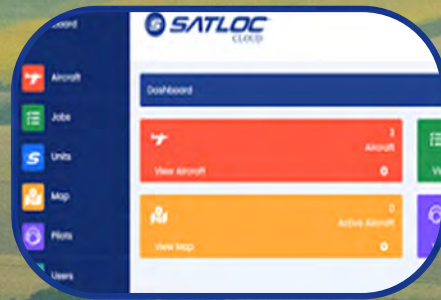 SATLOC
CLOUD
Dashboard
Aircraft
Jobs
Units
Map
Pilots
Users
3
Aircraft
View Aircraft
0
Active Aircraft
View Map